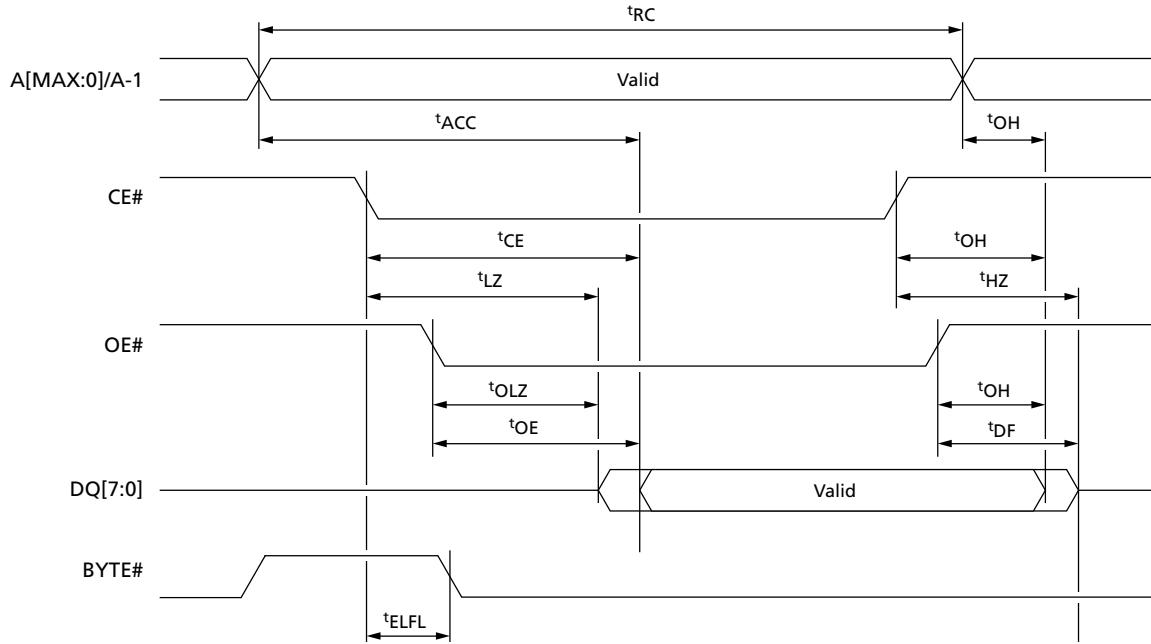 tRC
A[MAX:0]/A-1 Valid
tACC tOH
CE#
tCE tOH
tLZ tHZ
OE#
tOLZ tOH
tOE tDF
DQ[7:0] Valid
BYTE#
tELFL